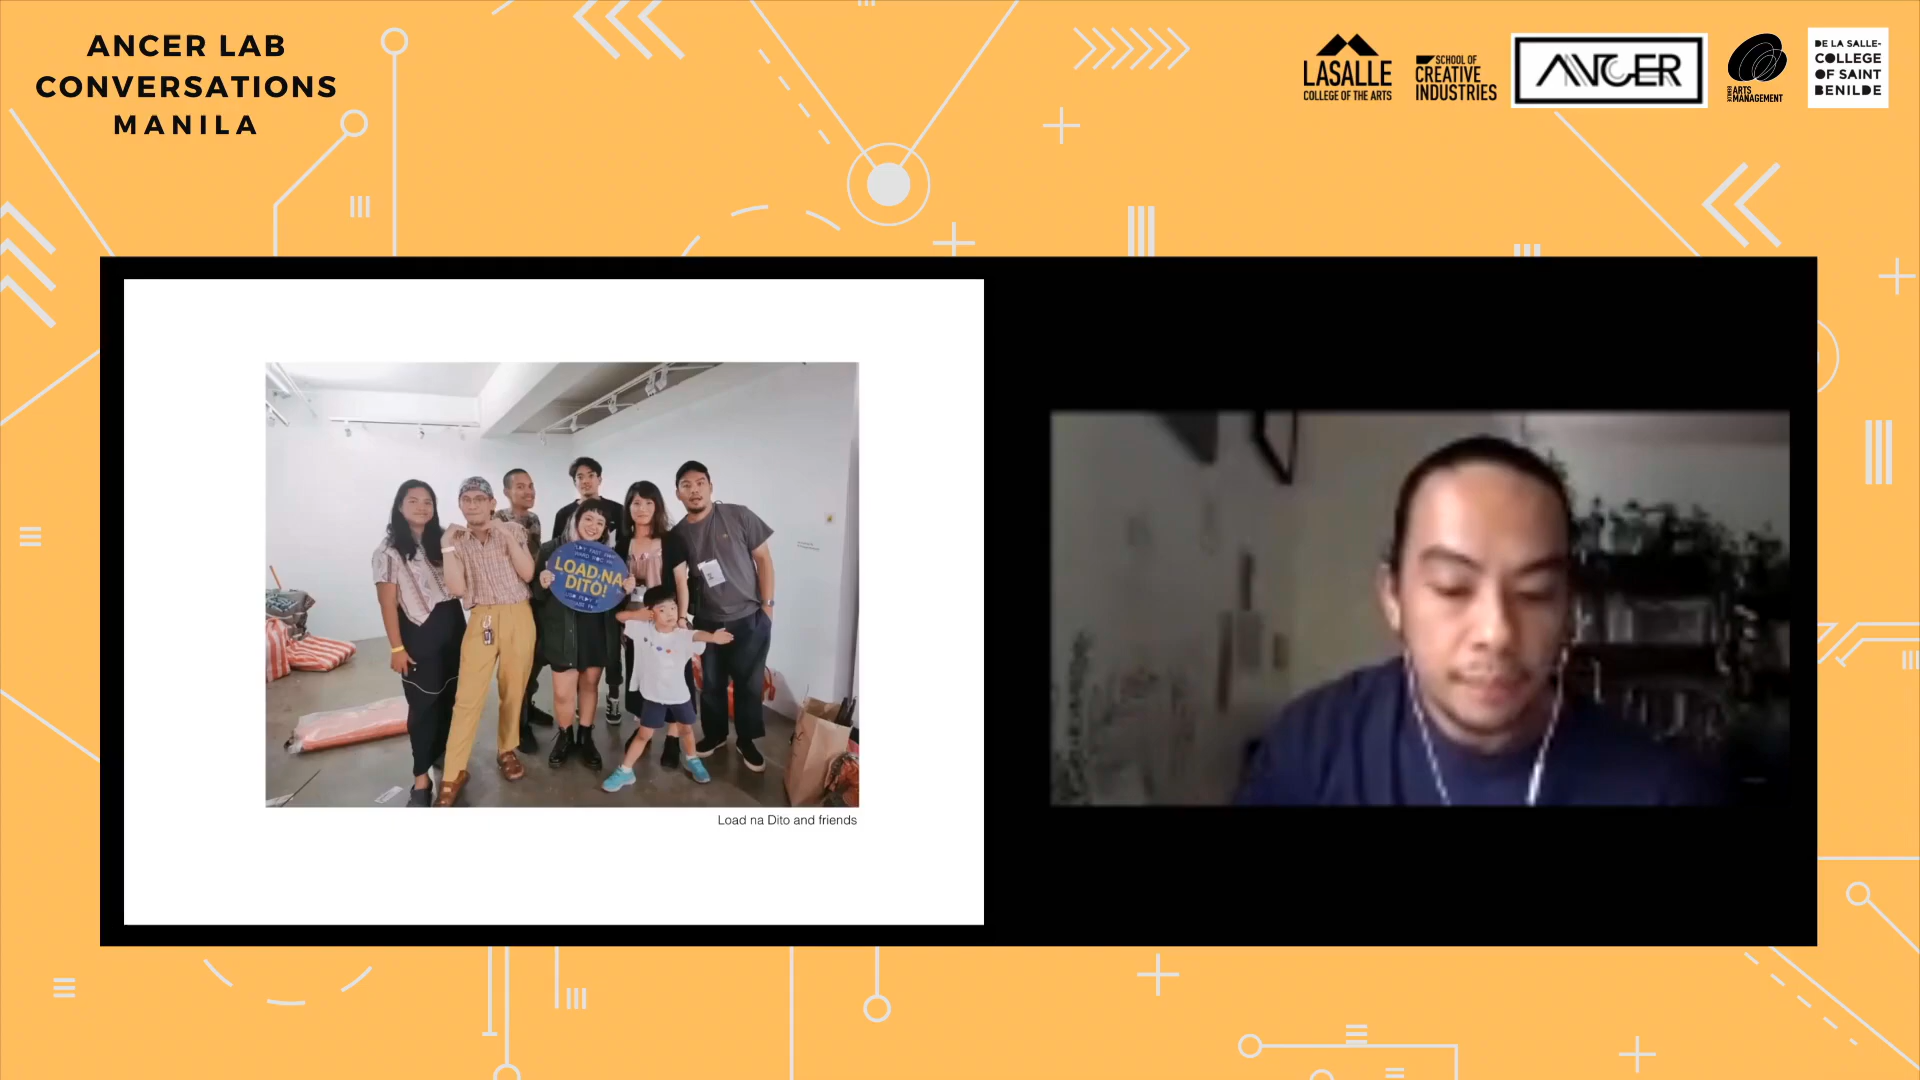 ANCER LAB
CONVERSATIONS
MANILA
LASALLE
COLLEGE OF THE ARTS
SCHOOL OF
CREATIVE
INDUSTRIES
ANCER
ARTS
MANAGEMENT
DE LA SALLE-
COLLEGE
OF SAINT
BENILDE
LOAD NA
DITO!
Load na Dito and friends